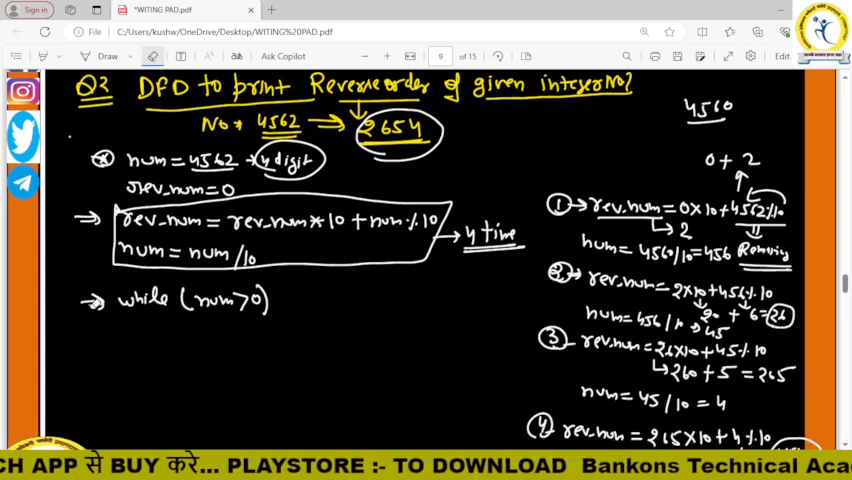 Sign in
*WITING PAD.pdf
File C:/Users/kushw/OneDrive/Desktop/WITING%20PAD.pdf
Draw
Ask Copilot
9 of 15
Edit
Q3 DFD to print Reverse order of given integer No?
No → 4562 ⇒ 2654
num = 4562 → 4 digit
rev_num = 0
⇒ rev_num = rev_num * 10 + num % 10
num = num /10
→ 4 time
→ while (num>0)
4560
0 + 2
① → rev_num = 0×10 + 4562%10
↳ 2
num = 4560/10 = 456 Removing
② → rev_num = 2×10 + 456%10
20 + 6 = 26
num = 456/10 → 45
③ rev_num = 26×10 + 45%10
↳ 260 + 5 = 265
num = 45/10 = 4
④ rev_num = 265×10 + 4%10
CH APP से BUY करे... PLAYSTORE :- TO DOWNLOAD Bankons Technical Aca